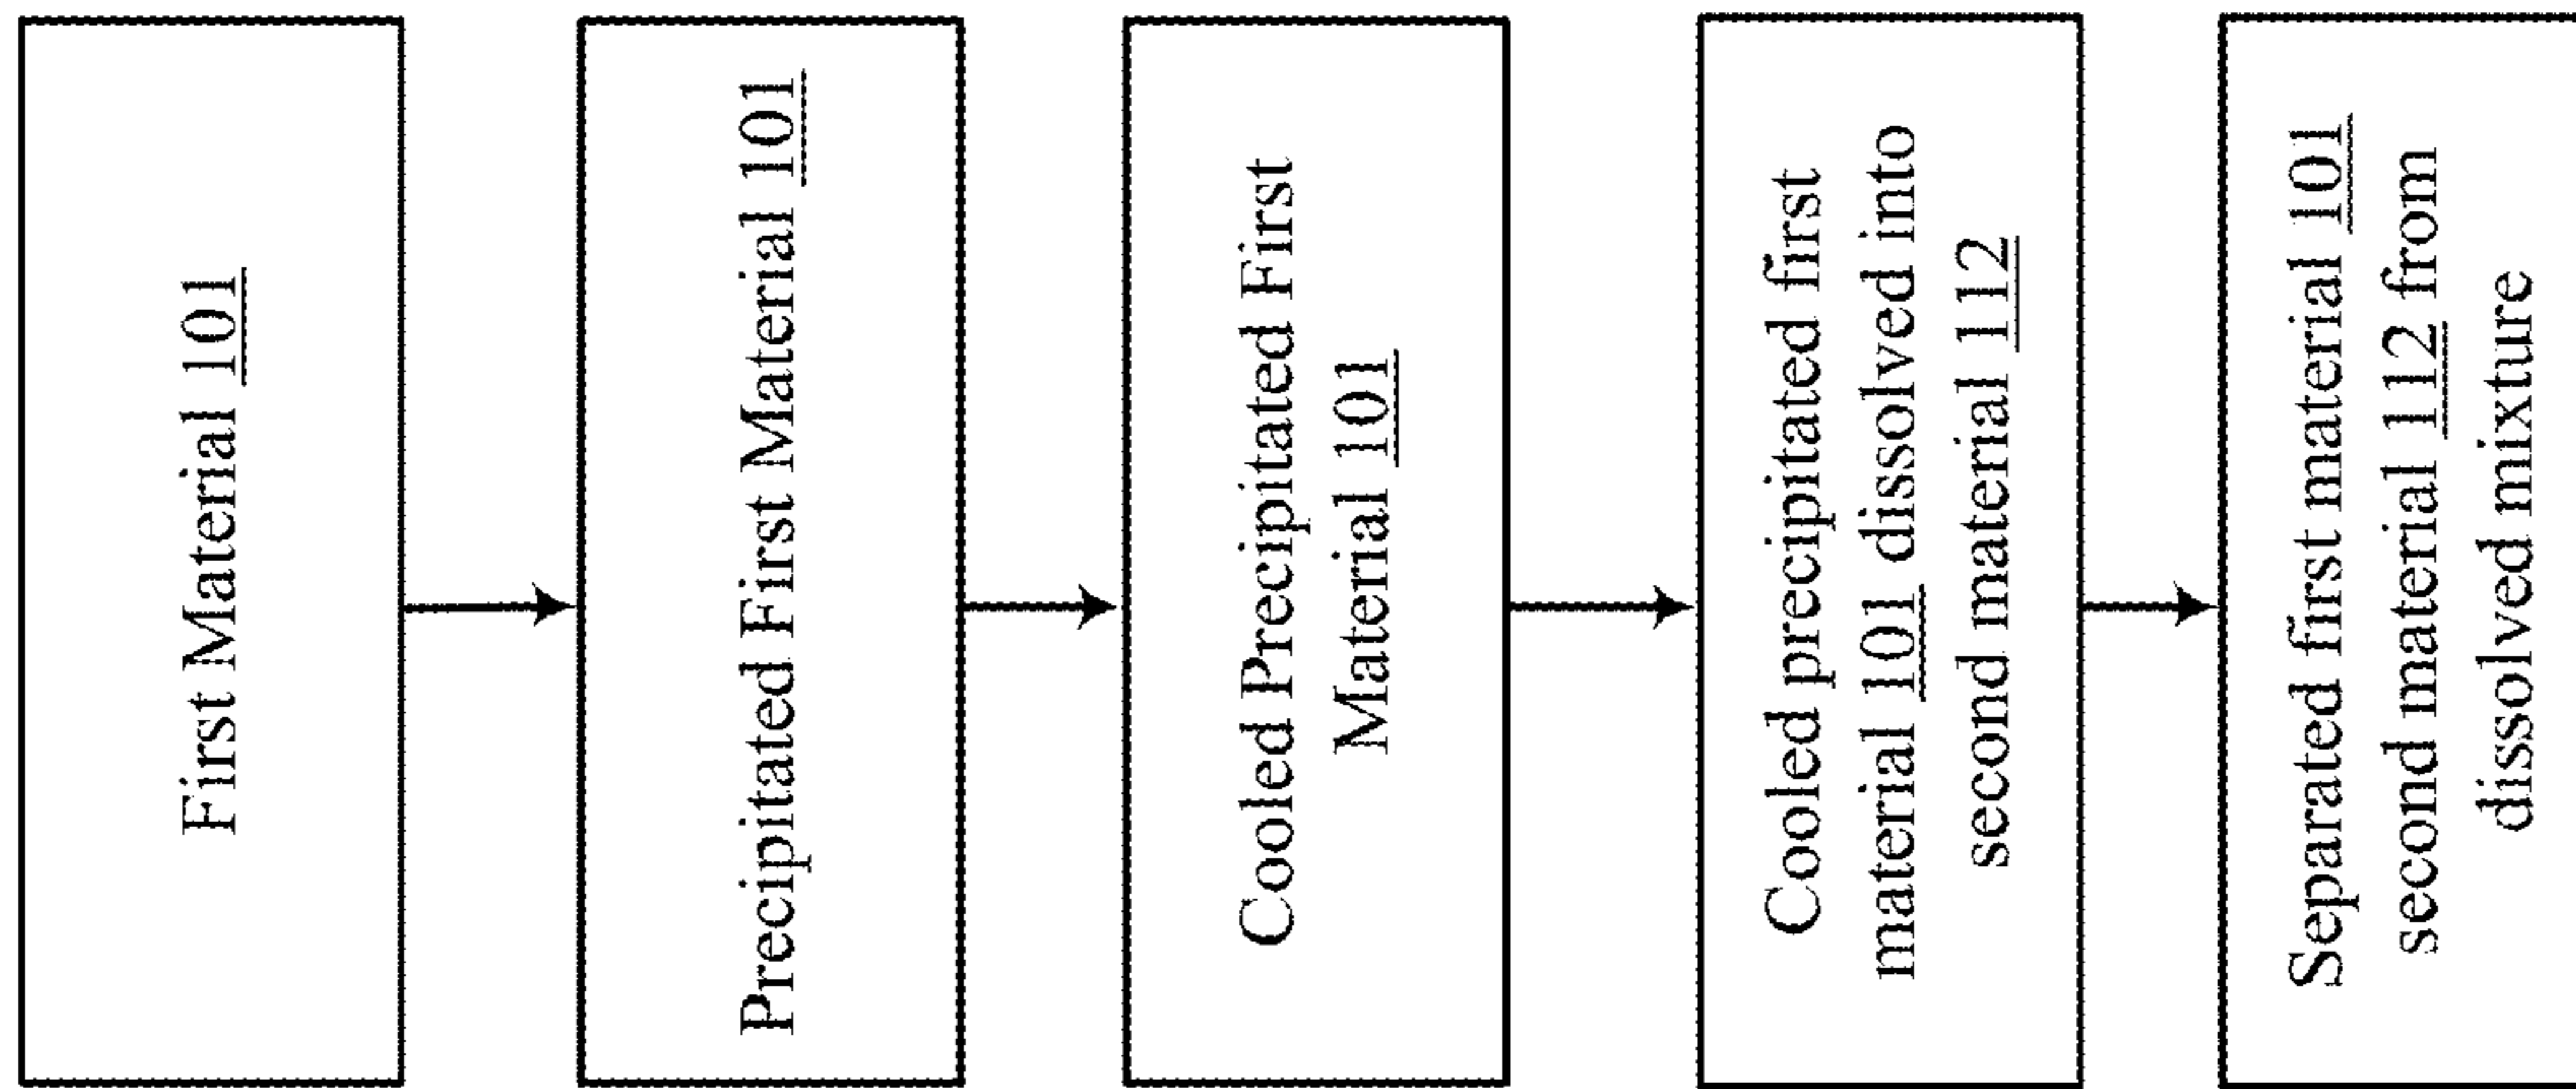 First Material 101
Precipitated First Material 101
Cooled Precipitated First
Material 101
Cooled precipitated first
material 101 dissolved into
second material 112
Separated first material 101
second material 112 from
dissolved mixture